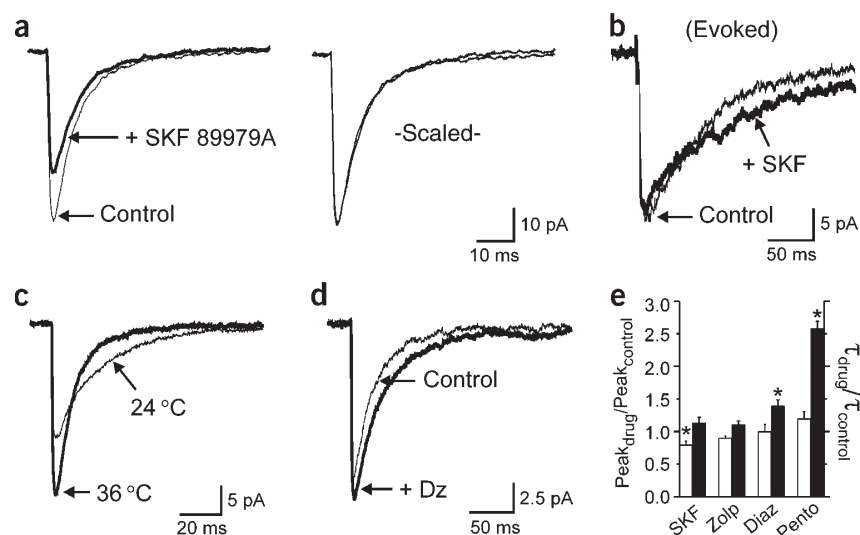 a
+ SKF 89979A
Control
-Scaled-
10 pA
10 ms
b
(Evoked)
+ SKF
Control
5 pA
50 ms
c
24 °C
36 °C
5 pA
20 ms
d
Control
+ Dz
2.5 pA
50 ms
e
Peakdrug/Peakcontrol
3.0
2.5
2.0
1.5
1.0
0.5
0.0
* * *
τdrug/τcontrol
SKF Zolp Diaz Pento